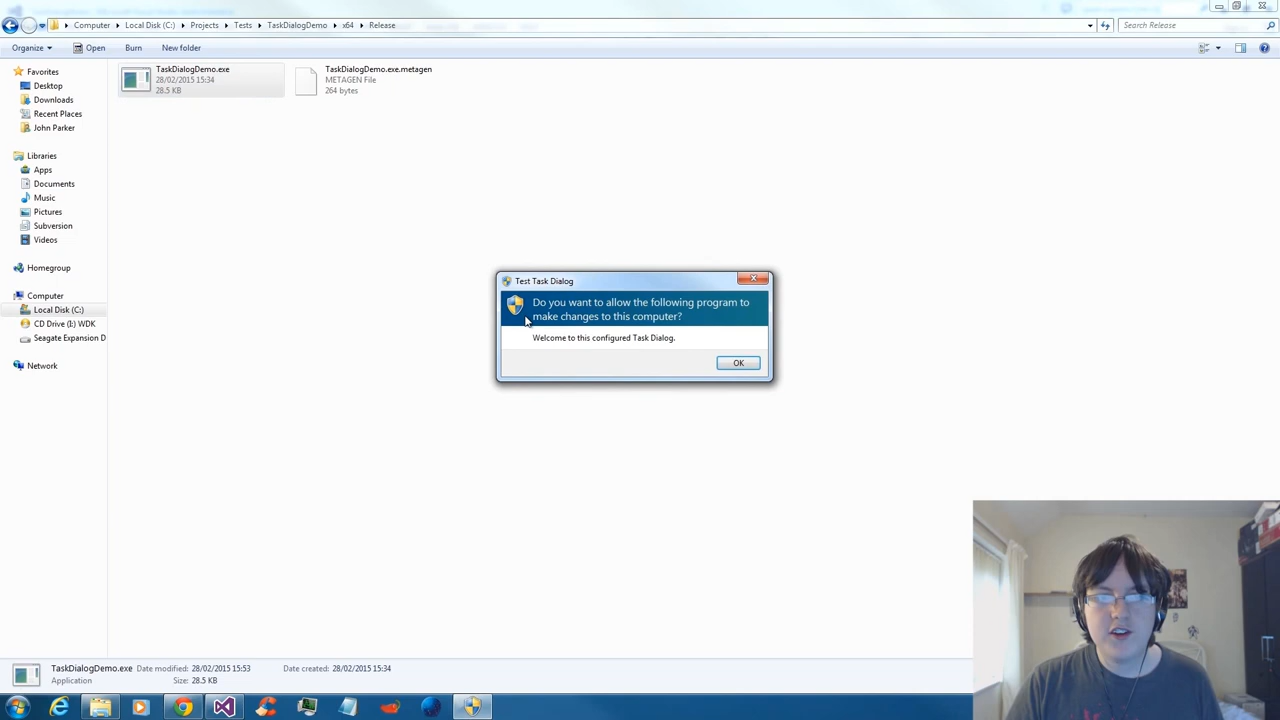 Computer ▸ Local Disk (C:) ▸ Projects ▸ Tests ▸ TaskDialogDemo ▸ x64 ▸ Release
Search Release
Organize Open Burn New folder
Favorites
Desktop
Downloads
Recent Places
John Parker
Libraries
Apps
Documents
Music
Pictures
Subversion
Videos
Homegroup
Computer
Local Disk (C:)
CD Drive (I:) WDK
Seagate Expansion D
Network
TaskDialogDemo.exe
28/02/2015 15:34
28.5 KB
TaskDialogDemo.exe.metagen
METAGEN File
264 bytes
Test Task Dialog
Do you want to allow the following program to
make changes to this computer?
Welcome to this configured Task Dialog.
OK
TaskDialogDemo.exe Date modified: 28/02/2015 15:53 Date created: 28/02/2015 15:34
Application Size: 28.5 KB